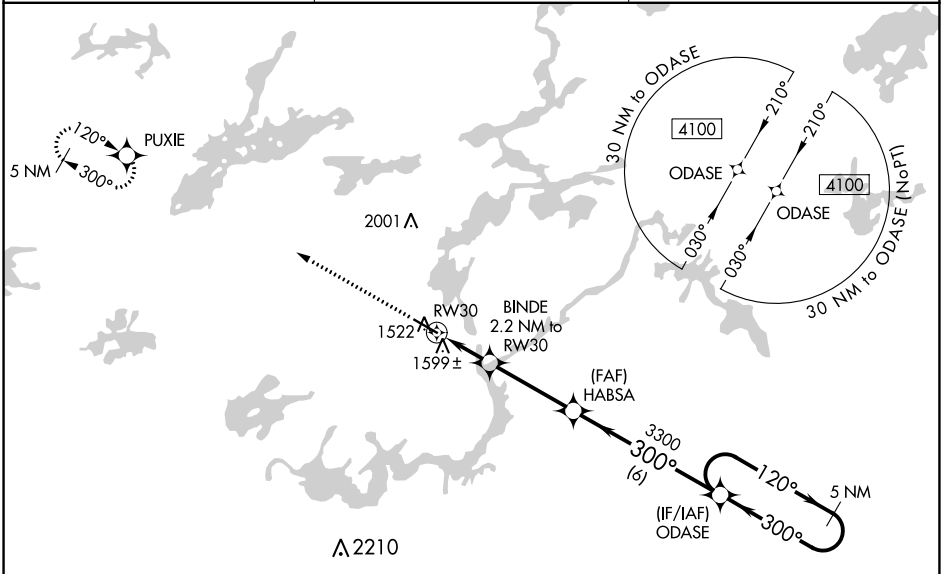 120°
PUXIE
5 NM
300°
2001
30 NM to ODASE
4100
210°
ODASE
030°
210°
4100
ODASE
030°
30 NM to ODASE (NoPT)
RW30
1522
1599 ±
BINDE
2.2 NM to
RW30
(FAF)
HABSA
3300
300°
(6)
120°
5 NM
300°
(IF/IAF)
ODASE
2210